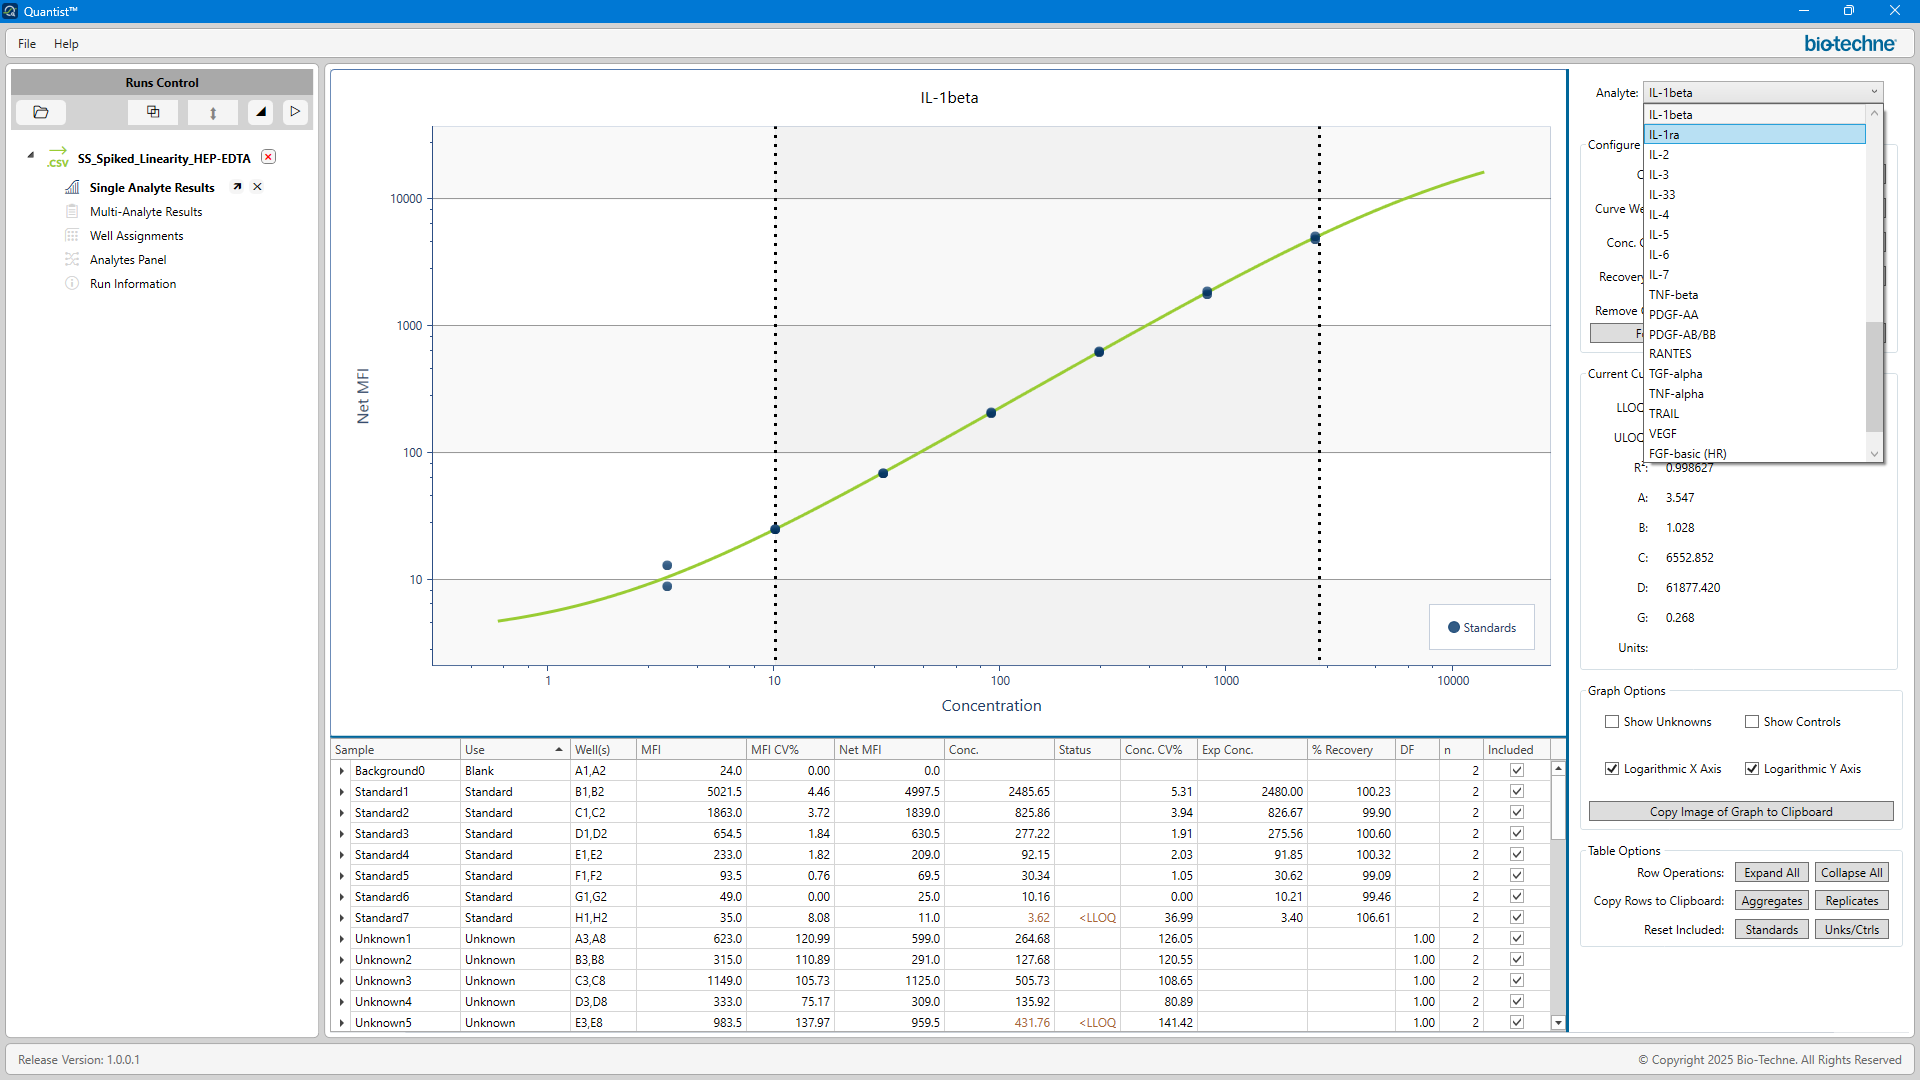 Quantist™
File Help
bio-techne®
Runs Control
.CSV SS_Spiked_Linearity_HEP-EDTA
Single Analyte Results
Multi-Analyte Results
Well Assignments
Analytes Panel
Run Information
IL-1beta
Net MFI
10000
1000
100
10
1 10 100 1000 10000
Concentration
Standards
Analyte: IL-1beta
IL-1beta
IL-1ra
IL-2
IL-3
IL-33
IL-4
IL-5
IL-6
IL-7
TNF-beta
PDGF-AA
PDGF-AB/BB
RANTES
TGF-alpha
TNF-alpha
TRAIL
VEGF
FGF-basic (HR)
Configure
C
Curve We
Conc. C
Recovery
Remove
Fo
Current Cu
LLOQ
ULOQ
R²: 0.998627
A: 3.547
B: 1.028
C: 6552.852
D: 61877.420
G: 0.268
Units:
Graph Options
Show Unknowns Show Controls
Logarithmic X Axis Logarithmic Y Axis
Copy Image of Graph to Clipboard
Table Options
Row Operations: Expand All Collapse All
Copy Rows to Clipboard: Aggregates Replicates
Reset Included: Standards Unks/Ctrls
Sample Use Well(s) MFI MFI CV% Net MFI Conc. Status Conc. CV% Exp Conc. % Recovery DF n Included
Background0 Blank A1,A2 24.0 0.00 0.0 2
Standard1 Standard B1,B2 5021.5 4.46 4997.5 2485.65 5.31 2480.00 100.23 2
Standard2 Standard C1,C2 1863.0 3.72 1839.0 825.86 3.94 826.67 99.90 2
Standard3 Standard D1,D2 654.5 1.84 630.5 277.22 1.91 275.56 100.60 2
Standard4 Standard E1,E2 233.0 1.82 209.0 92.15 2.03 91.85 100.32 2
Standard5 Standard F1,F2 93.5 0.76 69.5 30.34 1.05 30.62 99.09 2
Standard6 Standard G1,G2 49.0 0.00 25.0 10.16 0.00 10.21 99.46 2
Standard7 Standard H1,H2 35.0 8.08 11.0 3.62 <LLOQ 36.99 3.40 106.61 2
Unknown1 Unknown A3,A8 623.0 120.99 599.0 264.68 126.05 1.00 2
Unknown2 Unknown B3,B8 315.0 110.89 291.0 127.68 120.55 1.00 2
Unknown3 Unknown C3,C8 1149.0 105.73 1125.0 505.73 108.65 1.00 2
Unknown4 Unknown D3,D8 333.0 75.17 309.0 135.92 80.89 1.00 2
Unknown5 Unknown E3,E8 983.5 137.97 959.5 431.76 <LLOQ 141.42 1.00 2
Release Version: 1.0.0.1
© Copyright 2025 Bio-Techne. All Rights Reserved